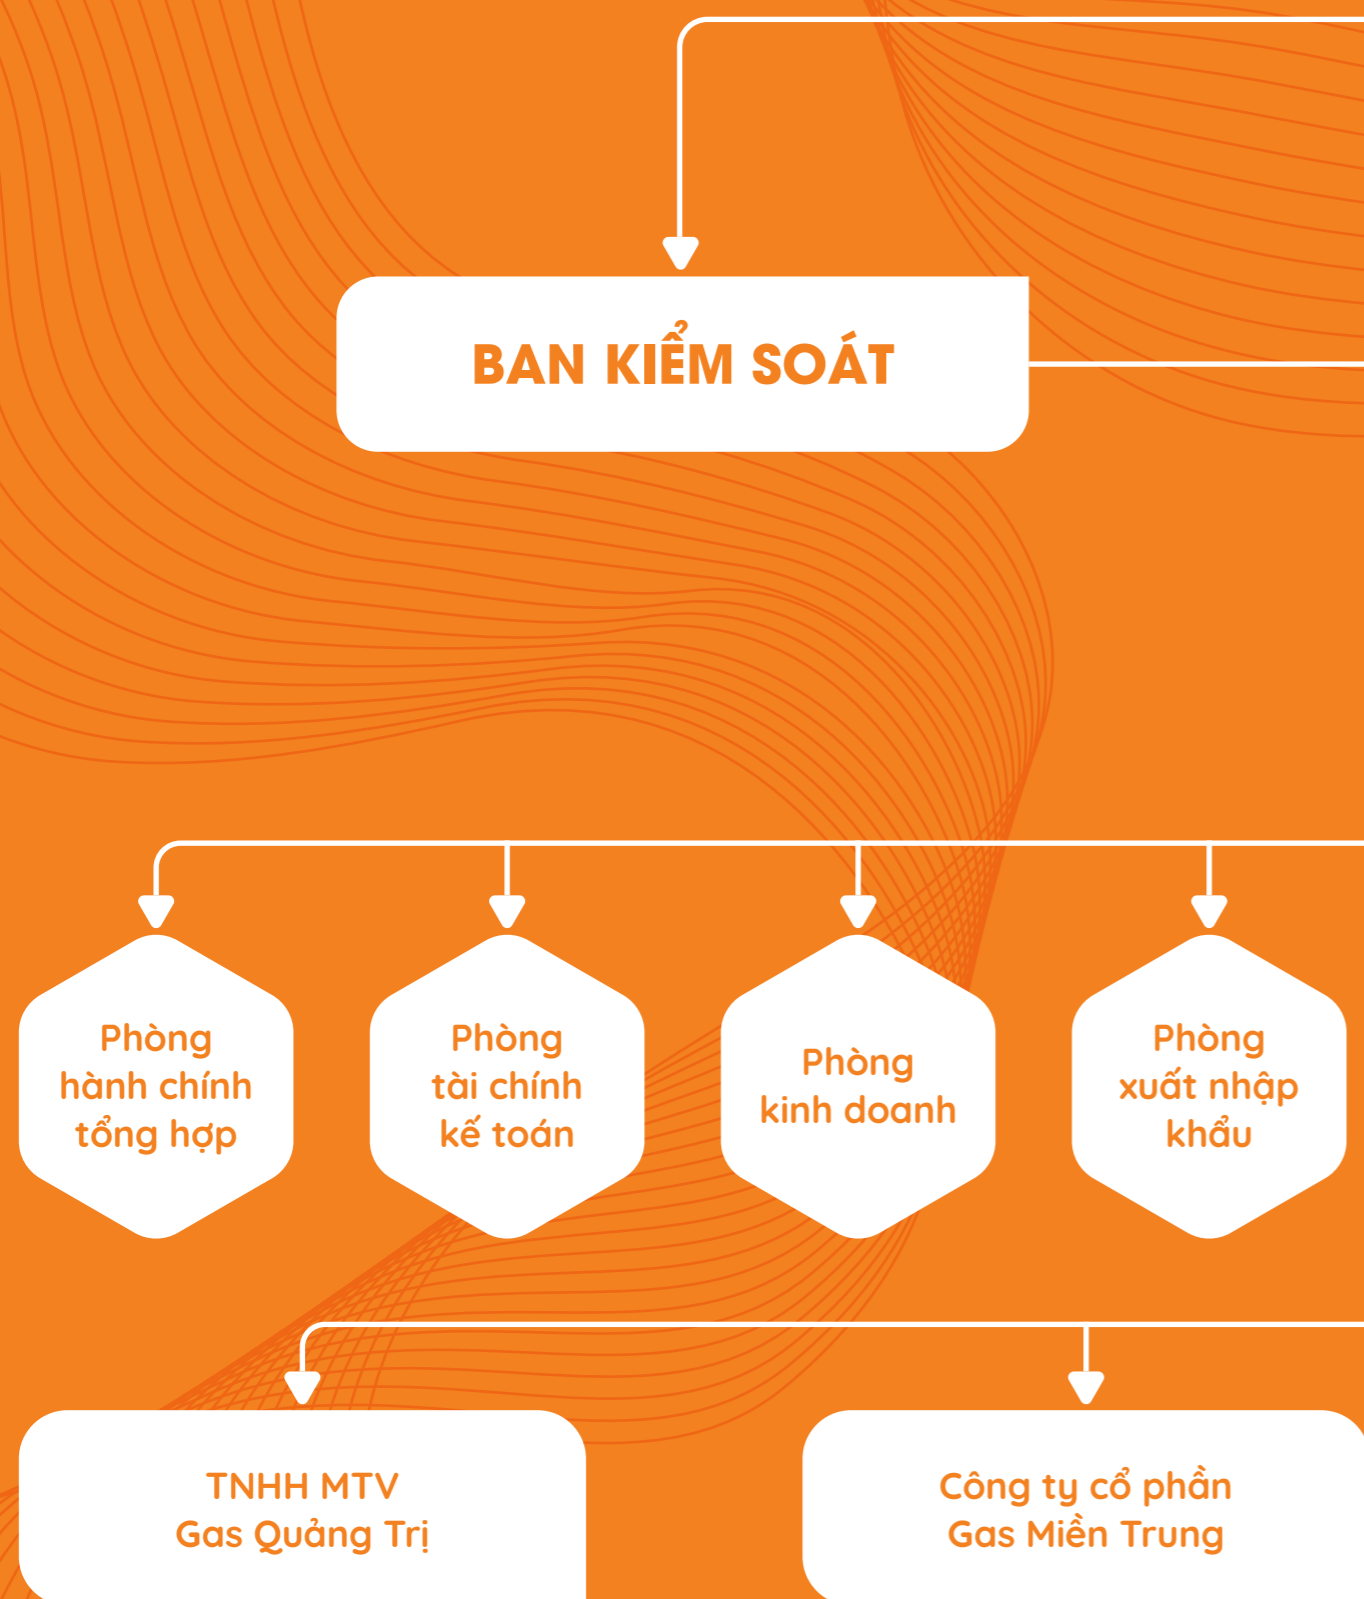 BAN KIỂM SOÁT
Phòng
hành chính
tổng hợp
Phòng
tài chính
kế toán
Phòng
kinh doanh
Phòng
xuất nhập
khẩu
TNHH MTV
Gas Quảng Trị
Công ty cổ phần
Gas Miền Trung